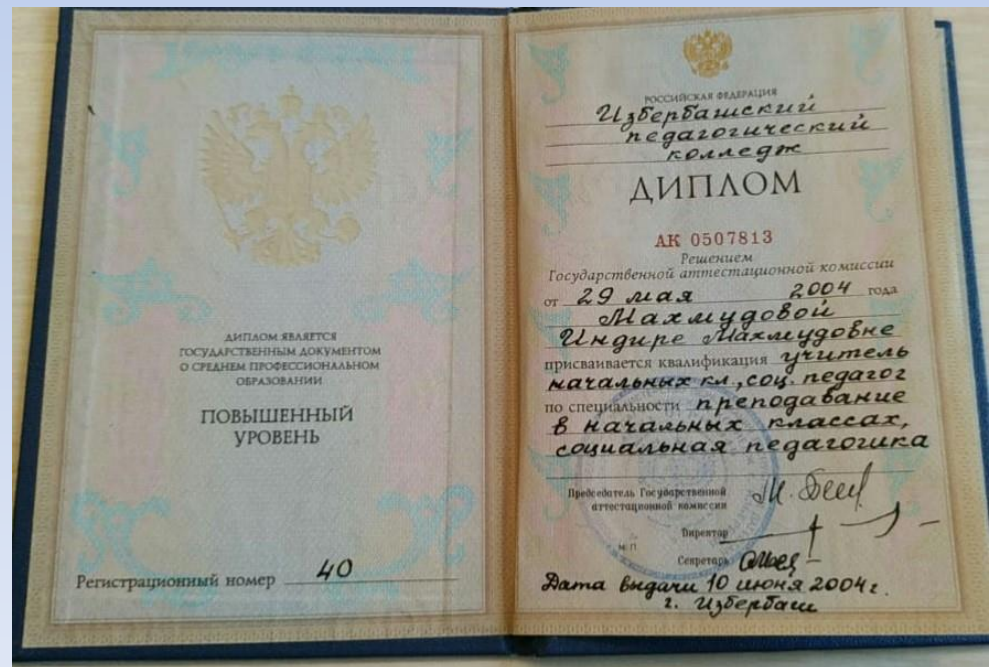 ДИПЛОМ ЯВЛЯЕТСЯ
ГОСУДАРСТВЕННЫМ ДОКУМЕНТОМ
О СРЕДНЕМ ПРОФЕССИОНАЛЬНОМ
ОБРАЗОВАНИИ
ПОВЫШЕННЫЙ
УРОВЕНЬ
Регистрационный номер 40
РОССИЙСКАЯ ФЕДЕРАЦИЯ
Избербашский
педагогический
колледж
ДИПЛОМ
АК 0507813
Решением
Государственной аттестационной комиссии
от 29 мая 2004 года
Махмудовой
Индире Махмудовне
присваивается квалификация учитель
начальных кл., соц. педагог
по специальности преподавание
в начальных классах,
социальная педагогика
Председатель Государственной
аттестационной комиссии
Директор
М.П.
Секретарь
Дата выдачи 10 июня 2004 г.
г. Избербаш